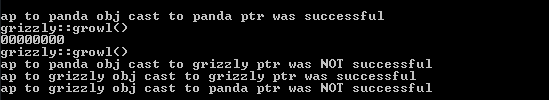 ap to panda obj cast to panda ptr was successful
grizzly::growl()
00000000
grizzly::growl()
ap to panda obj cast to grizzly ptr was NOT successful
ap to grizzly obj cast to grizzly ptr was successful
ap to grizzly obj cast to panda ptr was NOT successful